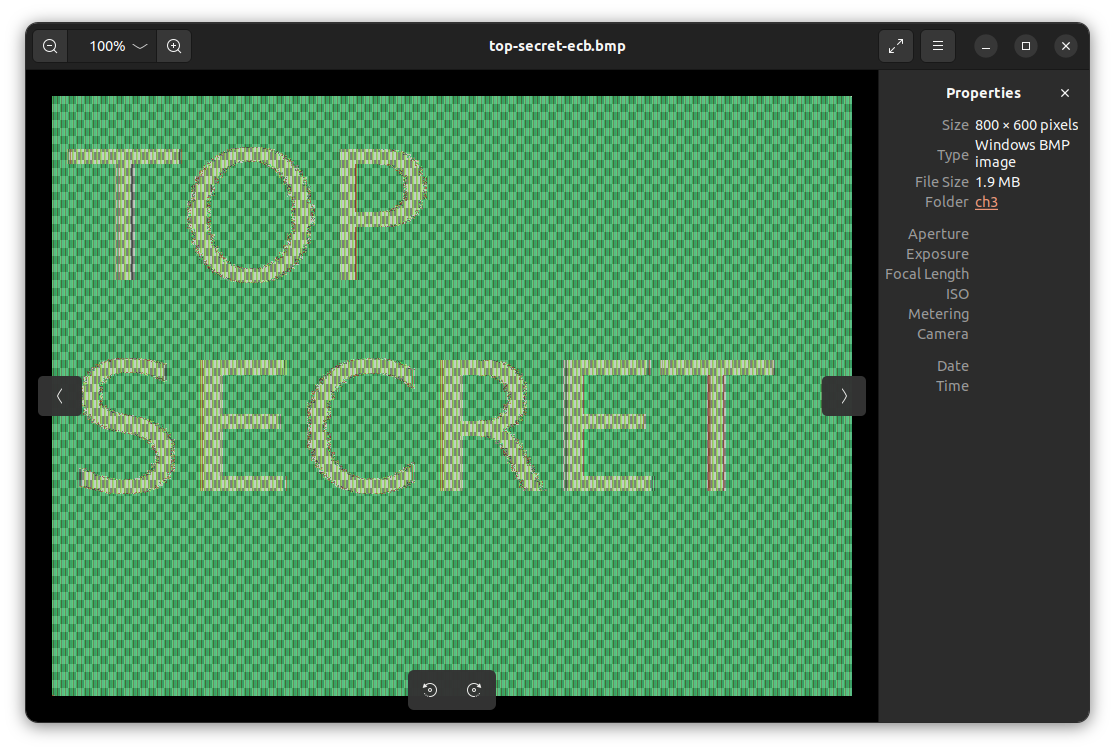 100%
top-secret-ecb.bmp
TOP
SECRET
Properties
Size 800 × 600 pixels
Type Windows BMP
image
File Size 1.9 MB
Folder ch3
Aperture
Exposure
Focal Length
ISO
Metering
Camera
Date
Time